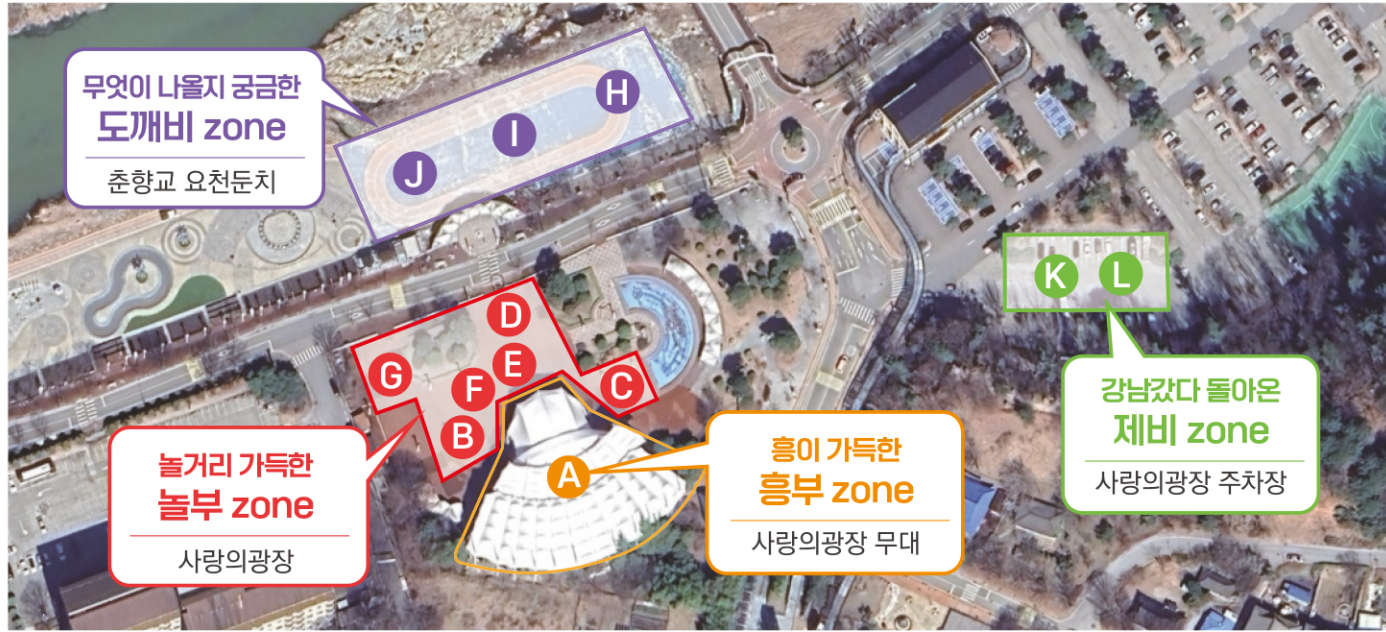 무엇이 나올지 궁금한
도깨비 zone
춘향교 요천둔치
H
I
J
K
L
강남갔다 돌아온
제비 zone
사랑의광장 주차장
D
E
G
F
C
B
A
놀거리 가득한
놀부 zone
사랑의광장
흥이 가득한
흥부 zone
사랑의광장 무대